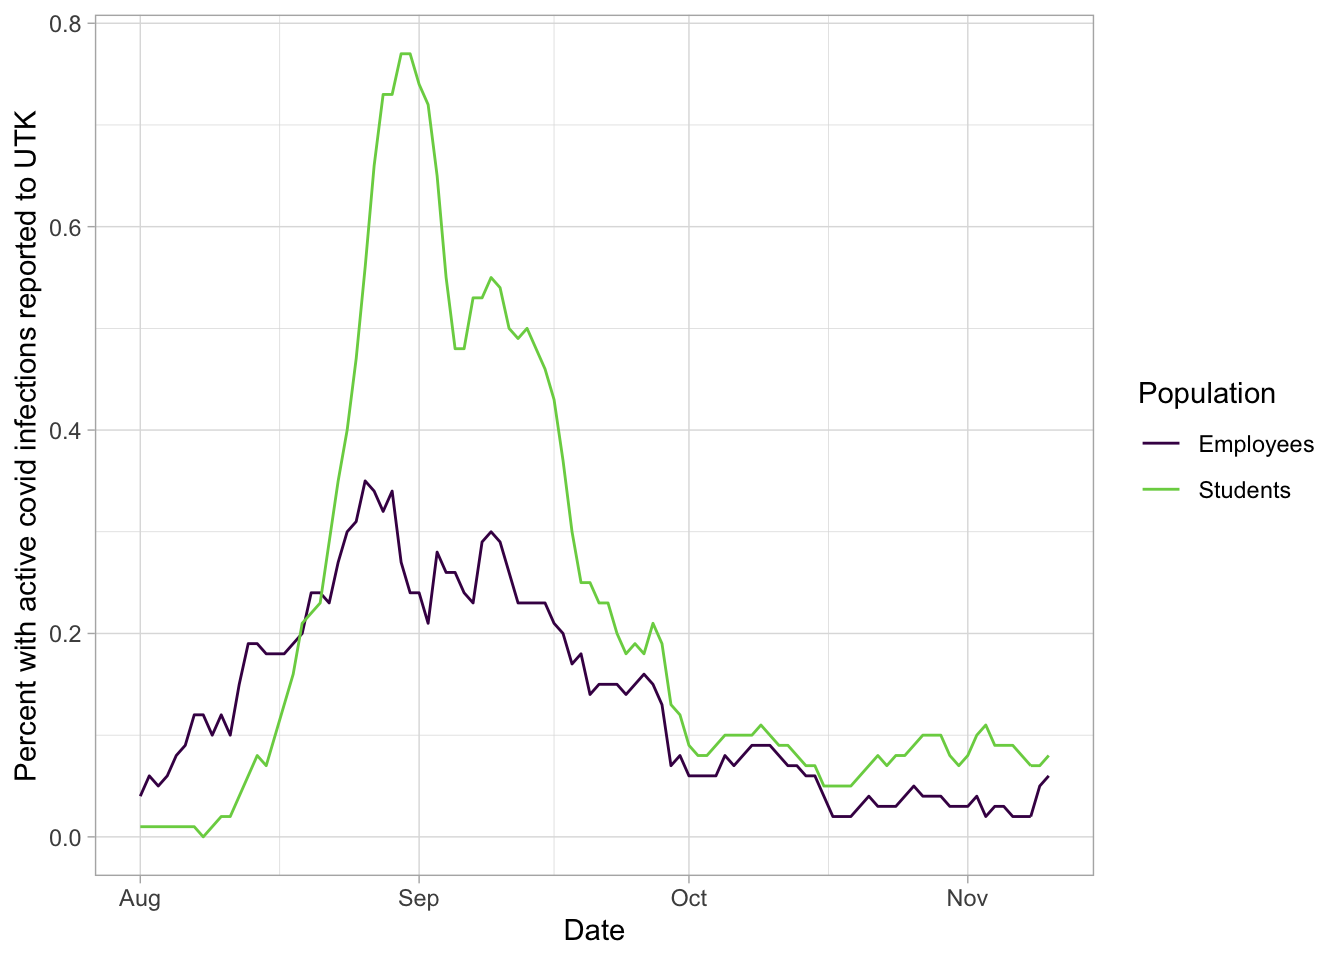 Percent with active covid infections reported to UTK
0.8
0.6
0.4
0.2
0.0
Aug Sep Oct Nov
Date
Population
Employees
Students